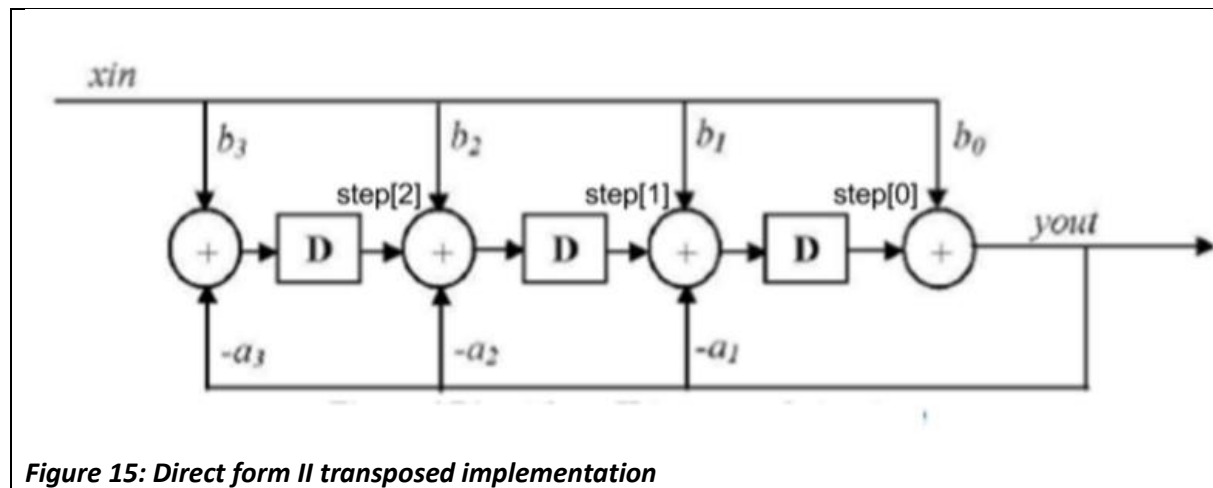 xin
b3 b2 b1 b0
step[2] step[1] step[0]
yout
+ D + D + D +
-a3 -a2 -a1
Figure 15: Direct form II transposed implementation